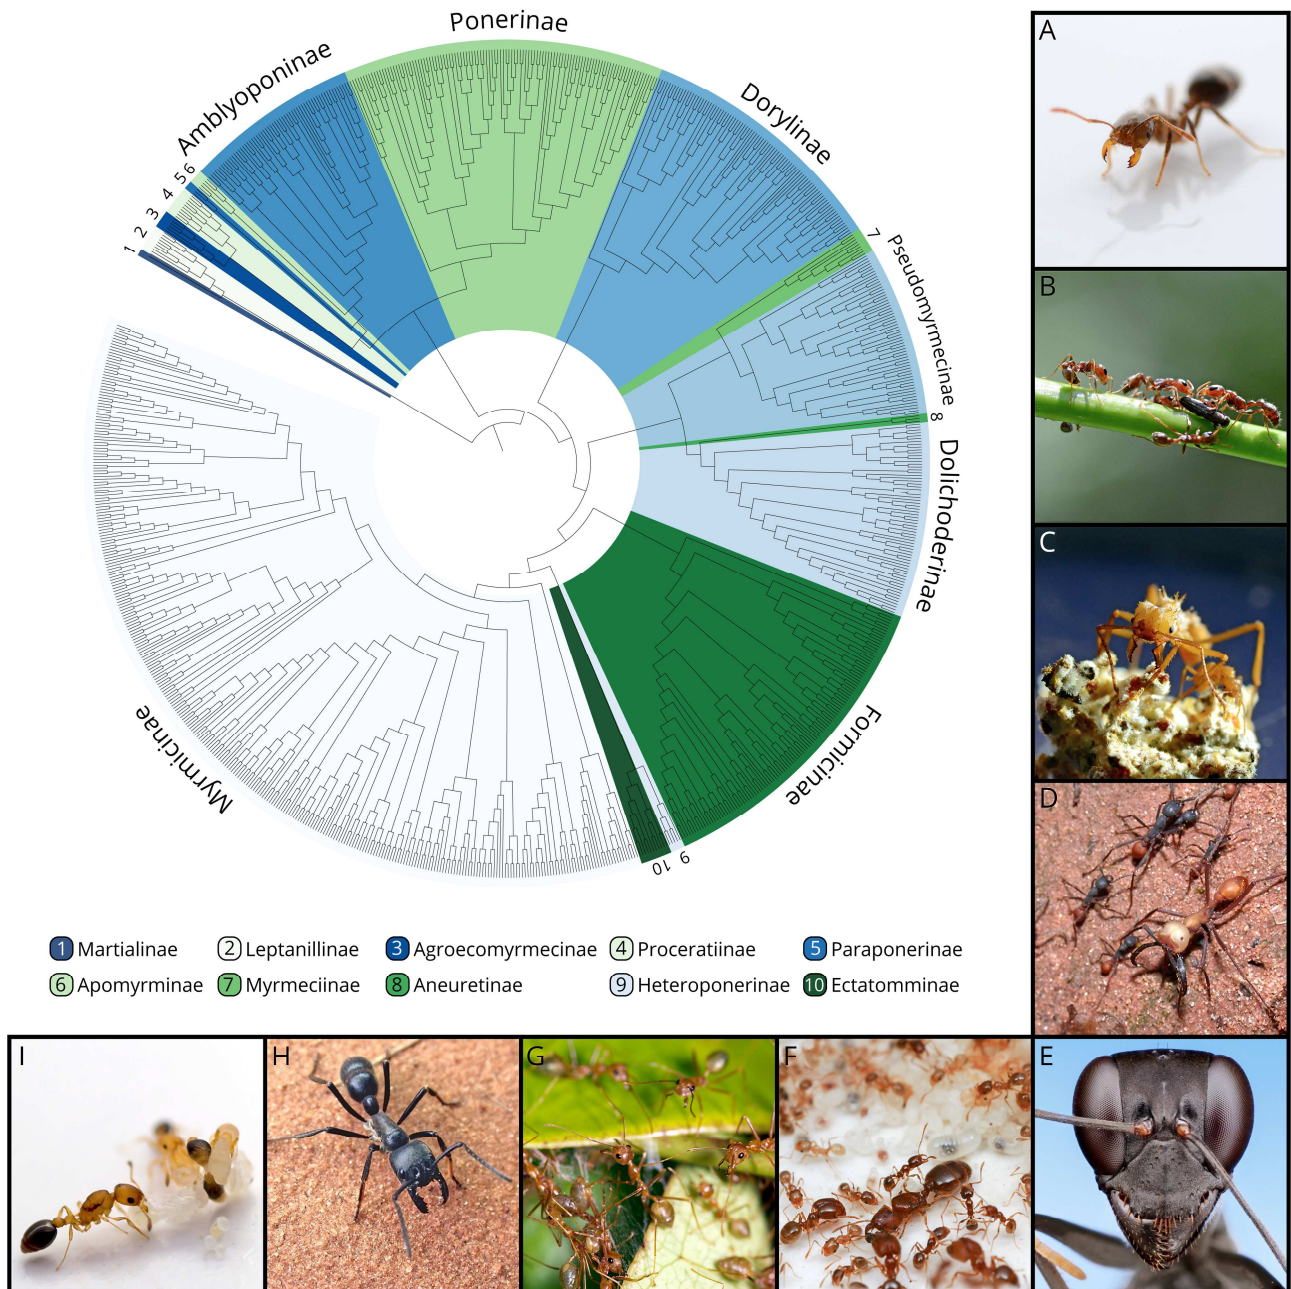 Ponerinae
Amblyoponinae
Dorylinae
6
5
4
3
2
1
7
Pseudomyrmecinae
8
Dolichoderinae
Formicinae
9
10
Myrmicinae
1 Martialinae 2 Leptanillinae 3 Agroecomyrmecinae 4 Proceratiinae 5 Paraponerinae
6 Apomyrminae 7 Myrmeciinae 8 Aneuretinae 9 Heteroponerinae 10 Ectatomminae
A
B
C
D
I H G F E